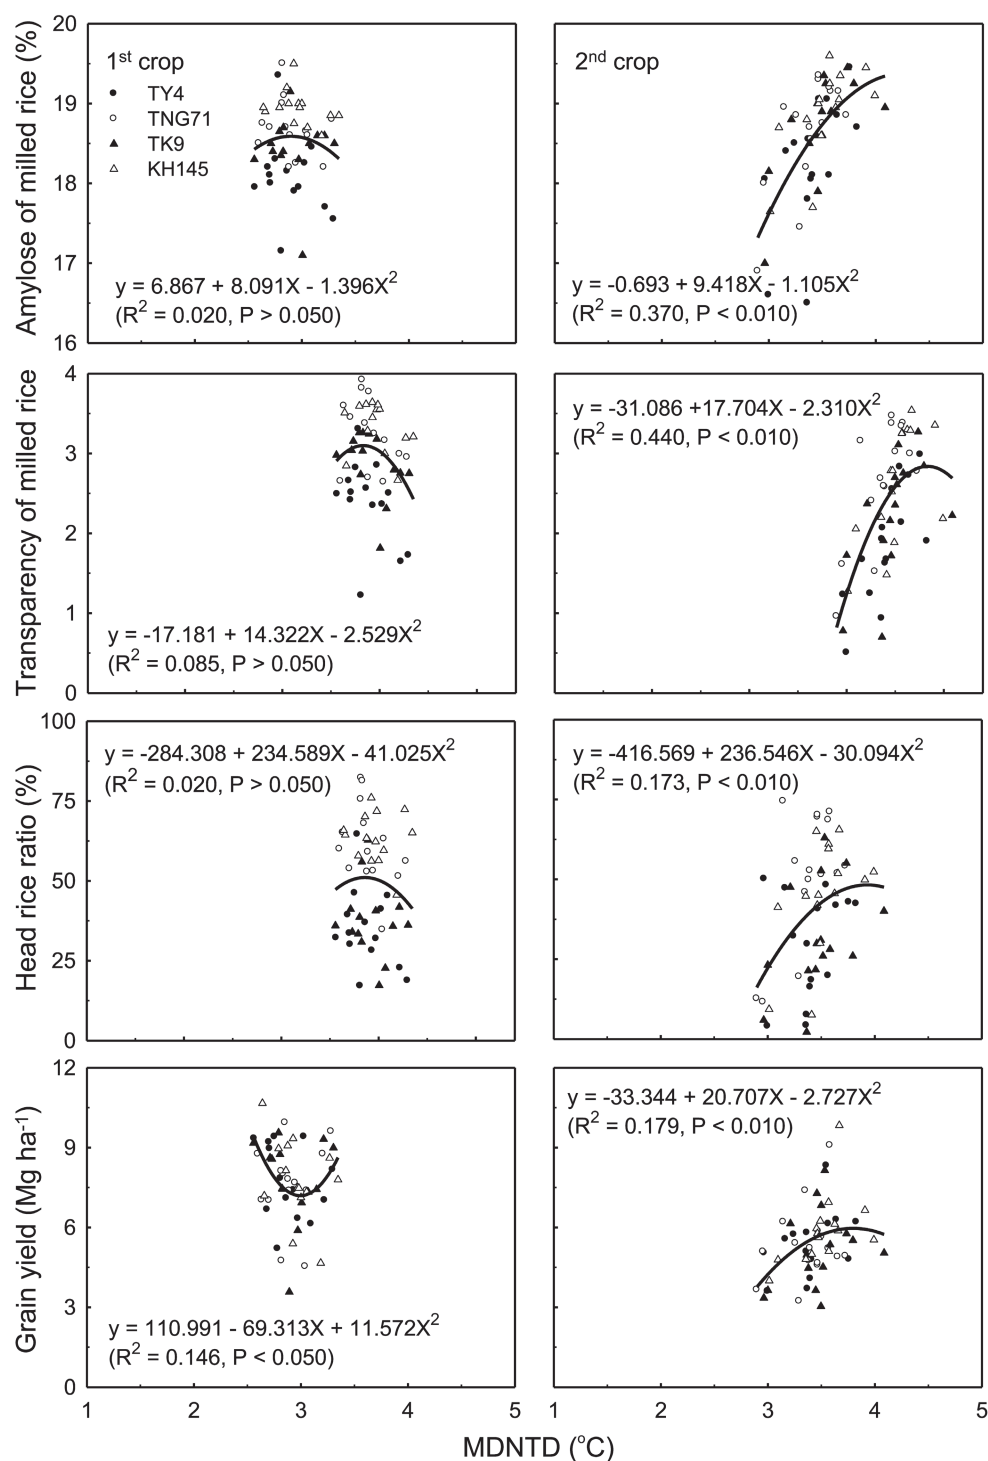 Amylose of milled rice (%)
20
19
18
17
16
1st crop
TY4
TNG71
TK9
KH145
y = 6.867 + 8.091X - 1.396X²
(R² = 0.020, P > 0.050)
2nd crop
y = -0.693 + 9.418X - 1.105X²
(R² = 0.370, P < 0.010)
Transparency of milled rice
4
3
2
1
0
y = -17.181 + 14.322X - 2.529X²
(R² = 0.085, P > 0.050)
y = -31.086 +17.704X - 2.310X²
(R² = 0.440, P < 0.010)
Head rice ratio (%)
100
75
50
25
0
y = -284.308 + 234.589X - 41.025X²
(R² = 0.020, P > 0.050)
y = -416.569 + 236.546X - 30.094X²
(R² = 0.173, P < 0.010)
Grain yield (Mg ha⁻¹)
12
9
6
3
0
y = 110.991 - 69.313X + 11.572X²
(R² = 0.146, P < 0.050)
y = -33.344 + 20.707X - 2.727X²
(R² = 0.179, P < 0.010)
1 2 3 4 5
1 2 3 4 5
MDNTD (°C)